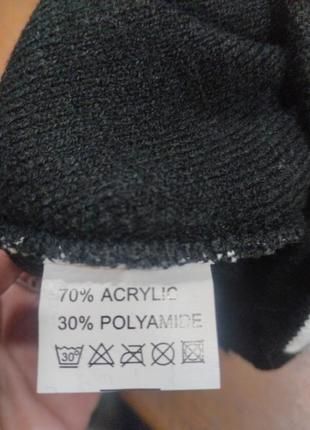 70% ACRYLIC
30% POLYAMIDE
30°